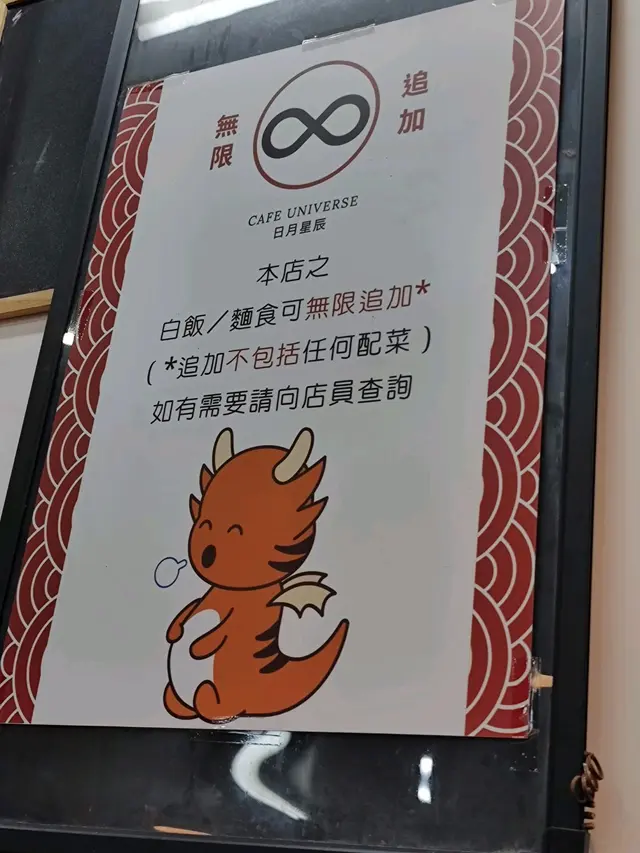 無限 追加
CAFE UNIVERSE
日月星辰
本店之
白飯／麵食可無限追加*
(*追加不包括任何配菜)
如有需要請向店員查詢